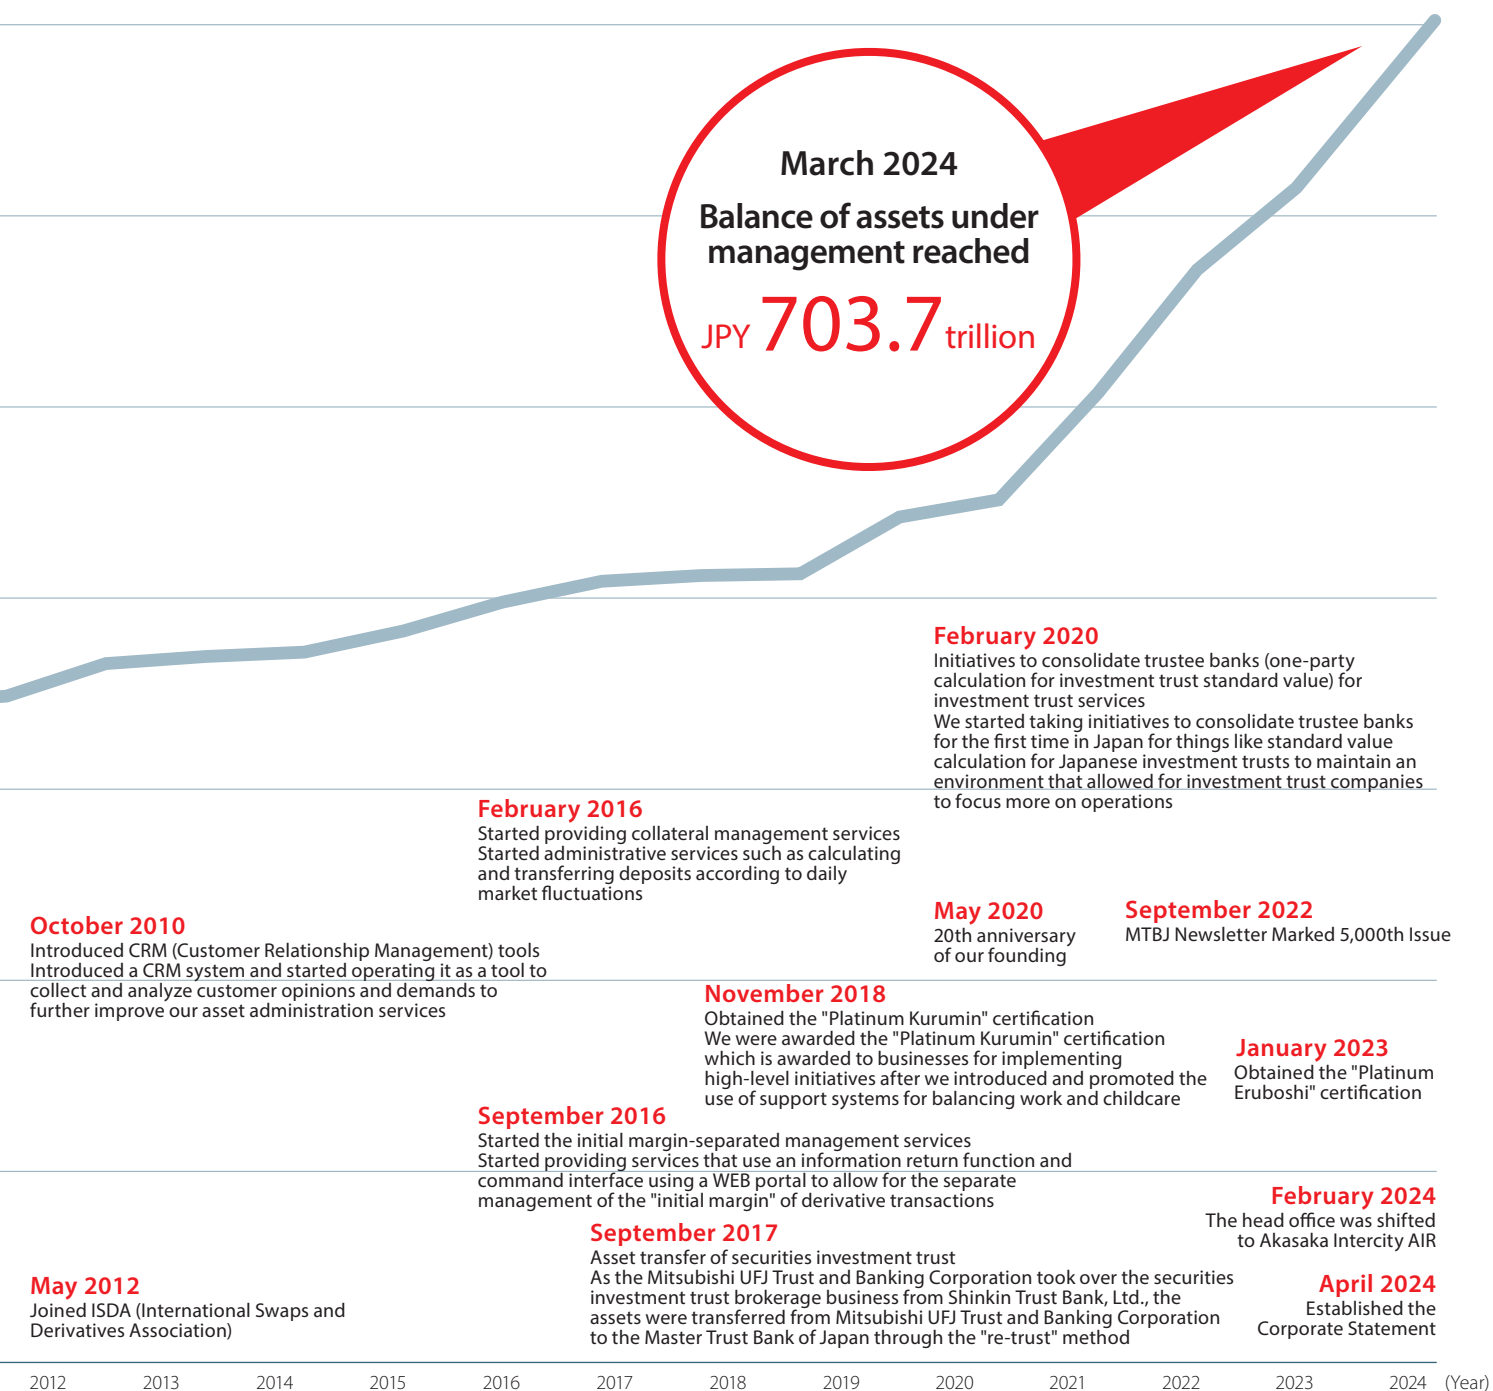 March 2024
Balance of assets under
management reached
JPY 703.7 trillion
February 2020
Initiatives to consolidate trustee banks (one-party
calculation for investment trust standard value) for
investment trust services
We started taking initiatives to consolidate trustee banks
for the first time in Japan for things like standard value
calculation for Japanese investment trusts to maintain an
environment that allowed for investment trust companies
to focus more on operations
February 2016
Started providing collateral management services
Started administrative services such as calculating
and transferring deposits according to daily
market fluctuations
October 2010
Introduced CRM (Customer Relationship Management) tools
Introduced a CRM system and started operating it as a tool to
collect and analyze customer opinions and demands to
further improve our asset administration services
May 2020
20th anniversary
of our founding
September 2022
MTBJ Newsletter Marked 5,000th Issue
November 2018
Obtained the "Platinum Kurumin" certification
We were awarded the "Platinum Kurumin" certification
which is awarded to businesses for implementing
high-level initiatives after we introduced and promoted the
use of support systems for balancing work and childcare
January 2023
Obtained the "Platinum
Eruboshi" certification
September 2016
Started the initial margin-separated management services
Started providing services that use an information return function and
command interface using a WEB portal to allow for the separate
management of the "initial margin" of derivative transactions
February 2024
The head office was shifted
to Akasaka Intercity AIR
September 2017
Asset transfer of securities investment trust
As the Mitsubishi UFJ Trust and Banking Corporation took over the securities
investment trust brokerage business from Shinkin Trust Bank, Ltd., the
assets were transferred from Mitsubishi UFJ Trust and Banking Corporation
to the Master Trust Bank of Japan through the "re-trust" method
May 2012
Joined ISDA (International Swaps and
Derivatives Association)
April 2024
Established the
Corporate Statement
2012 2013 2014 2015 2016 2017 2018 2019 2020 2021 2022 2023 2024 (Year)